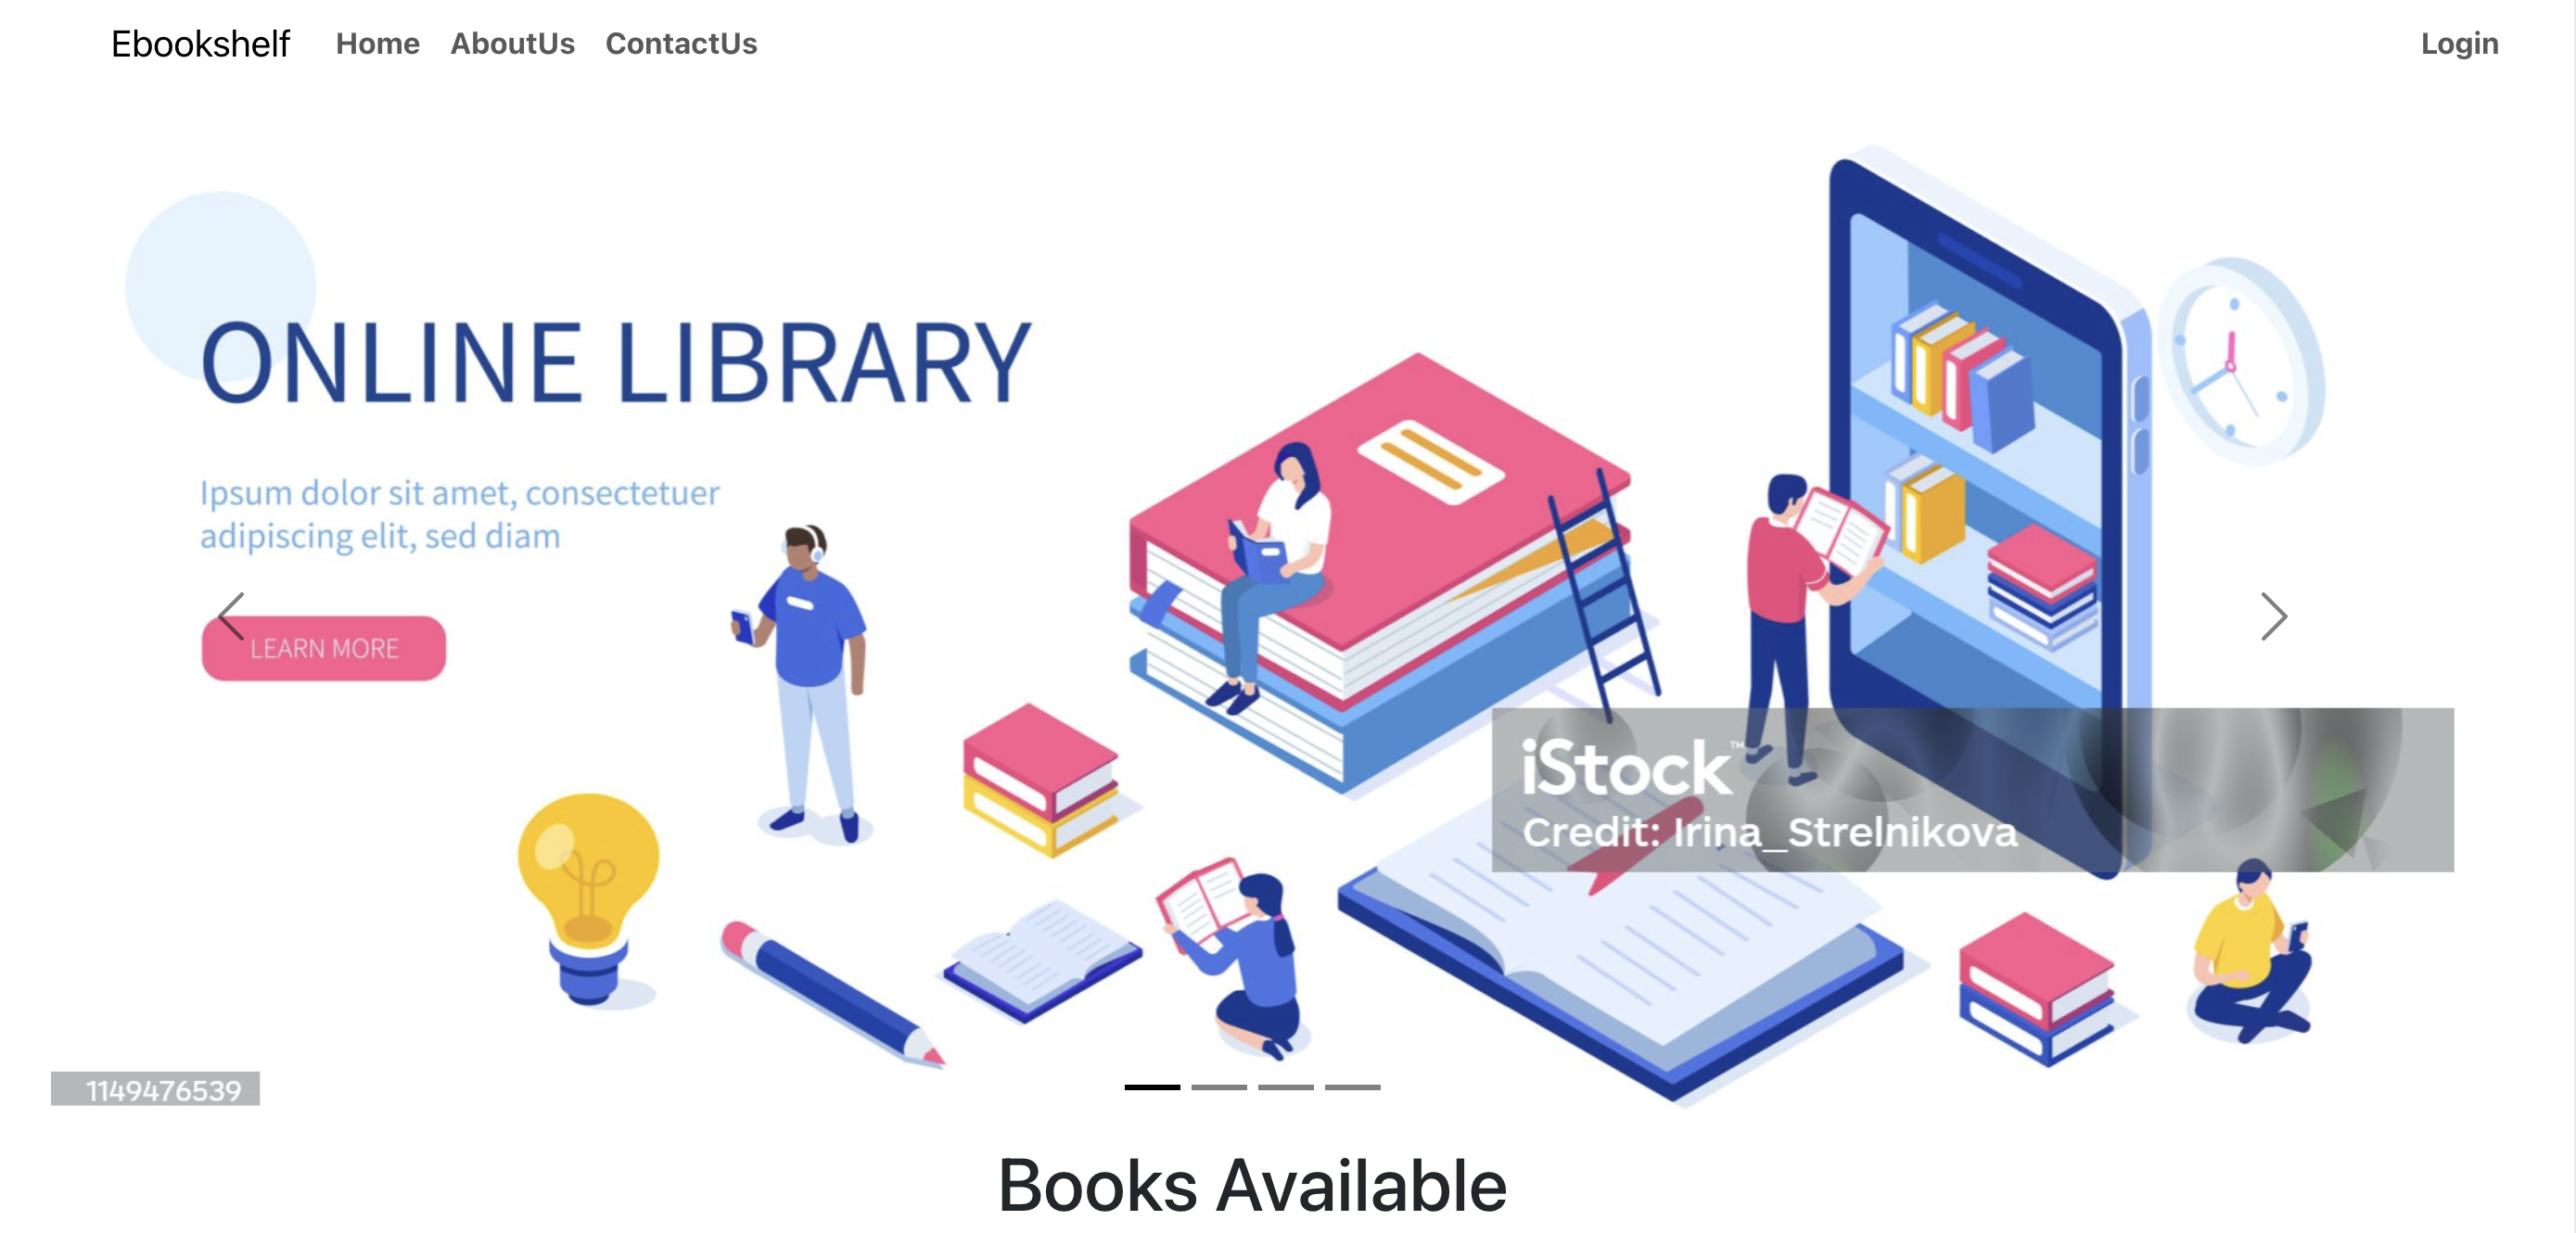 Ebookshelf Home AboutUs ContactUs Login
ONLINE LIBRARY
Ipsum dolor sit amet, consectetuer
adipiscing elit, sed diam
LEARN MORE
iStock™
Credit: Irina_Strelnikova
1149476539
Books Available